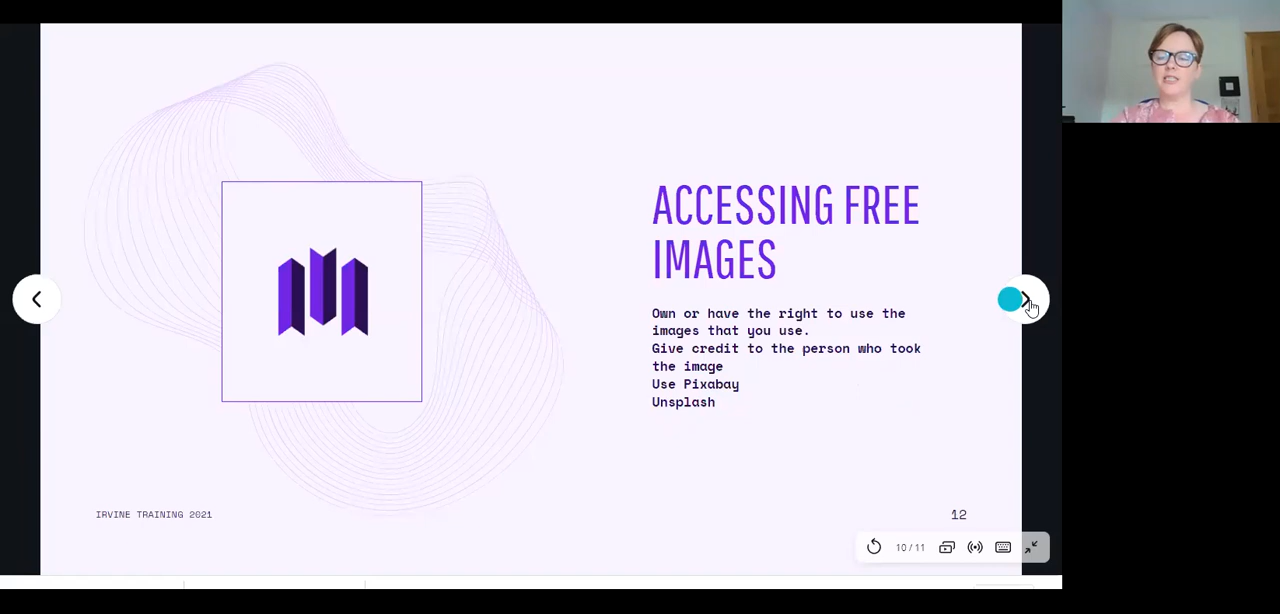 ACCESSING FREE
IMAGES
Own or have the right to use the
images that you use.
Give credit to the person who took
the image
Use Pixabay
Unsplash
IRVINE TRAINING 2021
12
10 / 11